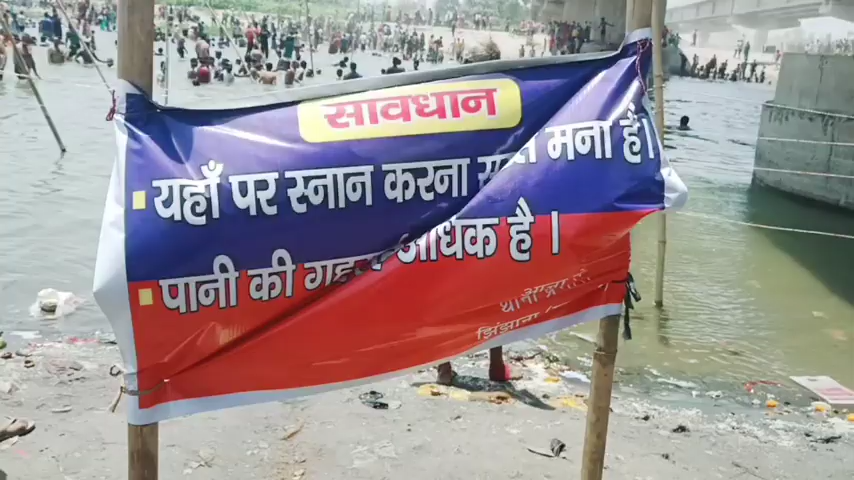 सावधान
यहाँ पर स्नान करना मना है।
पानी की अधिक है।
झिंझाना